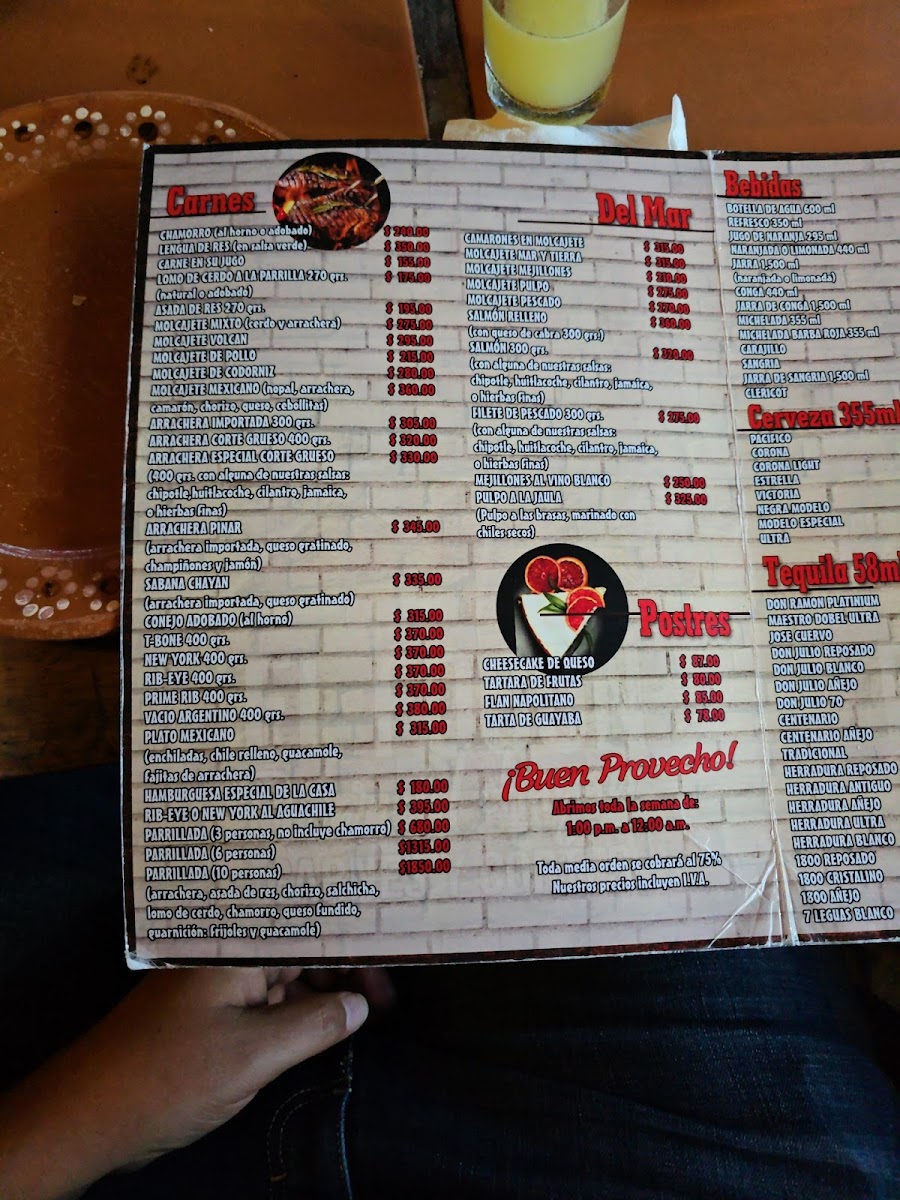 Carnes
CHAMORRO (al horno o adobado)
LENGUA DE RES (en salsa verde) $ 350.00
CARNE EN SU JUGO $ 155.00
LOMO DE CERDO A LA PARRILLA 270 grs. $ 175.00
(natural o adobado)
ASADA DE RES 270 grs. $ 195.00
MOLCAJETE MIXTO (cerdo y arrachera) $ 275.00
MOLCAJETE VOLCAN $ 295.00
MOLCAJETE DE POLLO $ 215.00
MOLCAJETE DE CODORNIZ $ 280.00
MOLCAJETE MEXICANO (nopal, arrachera, $ 360.00
camarón, chorizo, queso, cebollitas)
ARRACHERA IMPORTADA 300 grs. $ 305.00
ARRACHERA CORTE GRUESO 400 grs. $ 320.00
ARRACHERA ESPECIAL CORTE GRUESO $ 330.00
(400 grs. con alguna de nuestras salsas:
chipotle,huitlacoche, cilantro, jamaica,
o hierbas finas)
ARRACHERA PINAR $ 345.00
(arrachera importada, queso gratinado,
champiñones y jamón)
SABANA CHAYAN $ 335.00
(arrachera importada, queso gratinado)
CONEJO ADOBADO (al horno) $ 315.00
T-BONE 400 grs. $ 370.00
NEW YORK 400 grs. $ 370.00
RIB-EYE 400 grs. $ 370.00
PRIME RIB 400 grs. $ 370.00
VACIO ARGENTINO 400 grs. $ 380.00
PLATO MEXICANO $ 315.00
(enchiladas, chile relleno, guacamole,
fajitas de arrachera)
HAMBURGUESA ESPECIAL DE LA CASA $ 180.00
RIB-EYE O NEW YORK AL AGUACHILE $ 395.00
PARRILLADA (3 personas, no incluye chamorro) $ 680.00
PARRILLADA (6 personas) $1315.00
PARRILLADA (10 personas) $1850.00
(arrachera, asada de res, chorizo, salchicha,
lomo de cerdo, chamorro, queso fundido,
guarnición: frijoles y guacamole)
Del Mar
CAMARONES EN MOLCAJETE $ 315.00
MOLCAJETE MAR Y TIERRA $ 315.00
MOLCAJETE MEJILLONES
MOLCAJETE PULPO $ 275.00
MOLCAJETE PESCADO $ 270.00
SALMÓN RELLENO $ 360.00
(con queso de cabra 300 grs.)
SALMÓN 300 grs. $ 320.00
(con alguna de nuestras salsas:
chipotle, huitlacoche, cilantro, jamaica,
o hierbas finas)
FILETE DE PESCADO 300 grs. $ 275.00
(con alguna de nuestras salsas:
chipotle, huitlacoche, cilantro, jamaica,
o hierbas finas)
MEJILLONES AL VINO BLANCO $ 250.00
PULPO A LA JAULA $ 325.00
(Pulpo a las brasas, marinado con
chiles secos)
Postres
CHEESECAKE DE QUESO $ 87.00
TARTARA DE FRUTAS $ 80.00
FLAN NAPOLITANO $ 85.00
TARTA DE GUAYABA $ 78.00
¡Buen Provecho!
Abrimos toda la semana de:
1:00 p.m. a 12:00 a.m.
Toda media orden se cobrará al 75%
Nuestros precios incluyen I.V.A.
Bebidas
BOTELLA DE AGUA 600 ml
REFRESCO 350 ml
JUGO DE NARANJA 295 ml
NARANJADA O LIMONADA 440 ml
JARRA 1,500 ml
(naranjada o limonada)
CONGA 440 ml
JARRA DE CONGA 1,500 ml
MICHELADA 355 ml
MICHELADA BARBA ROJA 355 ml
CARAJILLO
SANGRIA
JARRA DE SANGRIA 1,500 ml
CLERICOT
Cerveza 355ml
PACIFICO
CORONA
CORONA LIGHT
ESTRELLA
VICTORIA
NEGRA MODELO
MODELO ESPECIAL
ULTRA
Tequila 58ml
DON RAMON PLATINIUM
MAESTRO DOBEL ULTRA
JOSE CUERVO
DON JULIO REPOSADO
DON JULIO BLANCO
DON JULIO AÑEJO
DON JULIO 70
CENTENARIO
CENTENARIO AÑEJO
TRADICIONAL
HERRADURA REPOSADO
HERRADURA ANTIGUO
HERRADURA AÑEJO
HERRADURA ULTRA
HERRADURA BLANCO
1800 REPOSADO
1800 CRISTALINO
1800 AÑEJO
7 LEGUAS BLANCO